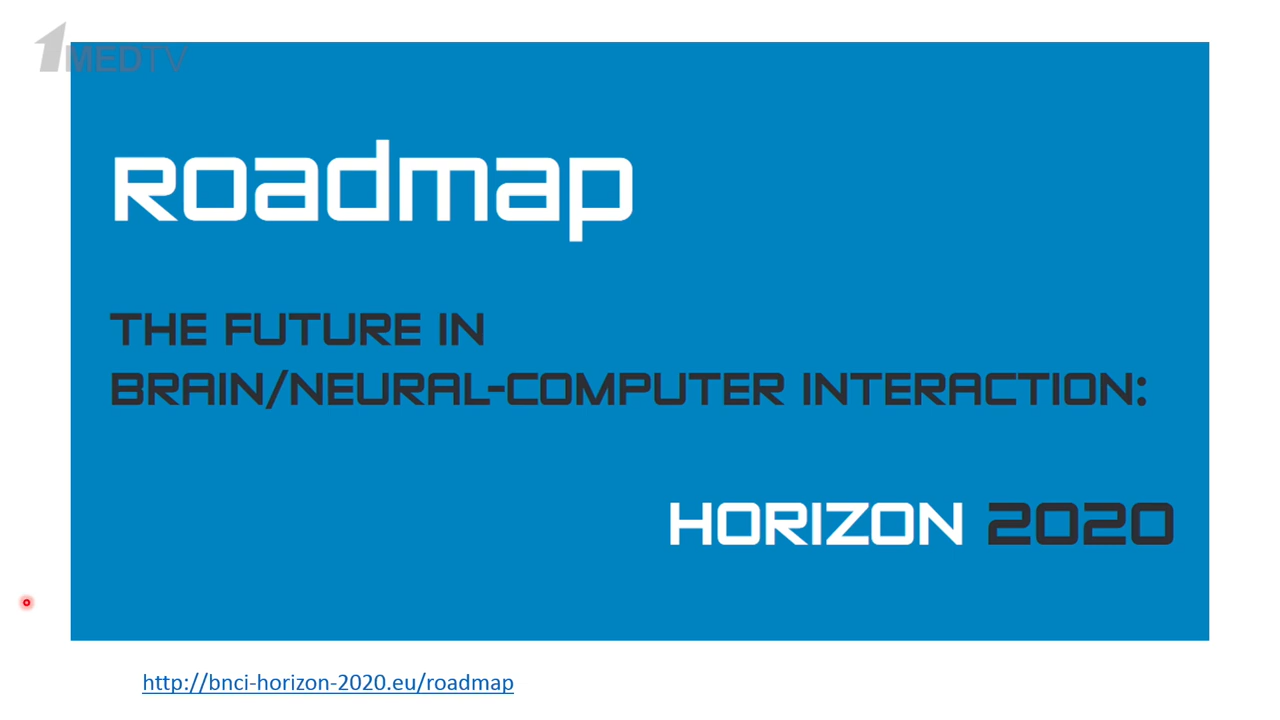 1MEDTV
Roadmap
THE FUTURE IN
BRAIN/NEURAL-COMPUTER INTERACTION:
HORIZON 2020
http://bnci-horizon-2020.eu/roadmap